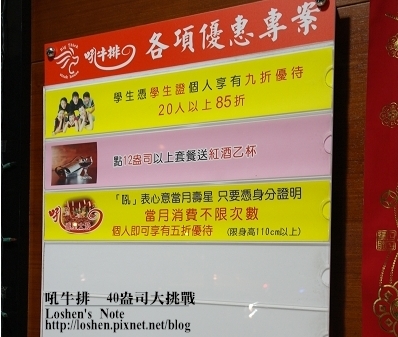 吼牛排 各項優惠專案
學生憑學生證個人享有九折優待
20人以上85折
點12盎司以上套餐送紅酒乙杯
「吼」表心意當月壽星 只要憑身分證明
當月消費不限次數
個人即可享有五折優待 (限身高110cm以上)
吼牛排 40盎司大挑戰
Loshen's Note
http://loshen.pixnet.net/blog